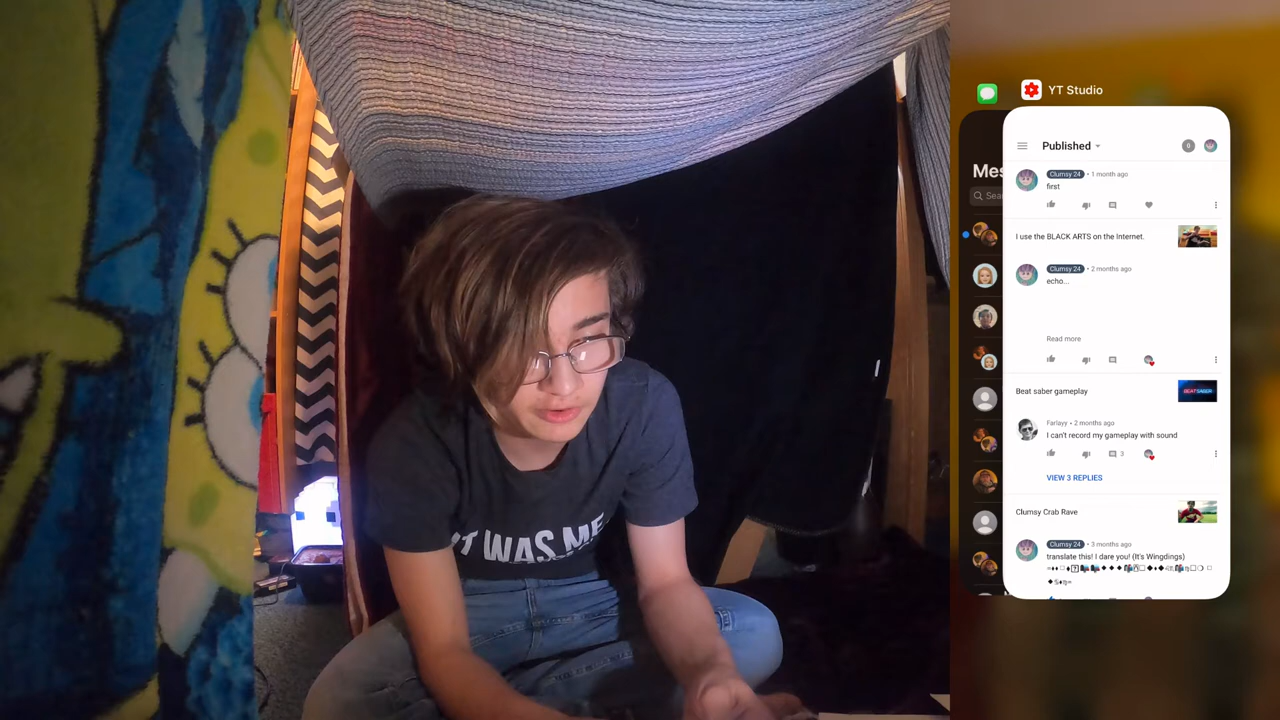 IT WAS ME
YT Studio
Mes
Sea
Published
0
Clumsy 24 • 1 month ago
first
I use the BLACK ARTS on the Internet.
Clumsy 24 • 2 months ago
echo...
Read more
Beat saber gameplay
BEAT SABER
Farlayy • 2 months ago
I can't record my gameplay with sound
3
VIEW 3 REPLIES
Clumsy Crab Rave
Clumsy 24 • 3 months ago
translate this! I dare you! (It's Wingdings)